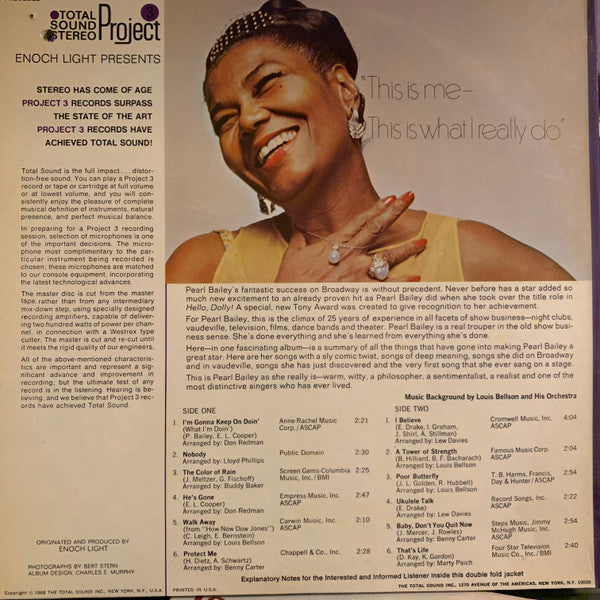 TOTAL
SOUND
STEREO
Project 3
ENOCH LIGHT PRESENTS
STEREO HAS COME OF AGE
PROJECT 3 RECORDS SURPASS
THE STATE OF THE ART
PROJECT 3 RECORDS HAVE
ACHIEVED TOTAL SOUND!
Total Sound is the full impact . . . distor-
tion-free sound. You can play a Project 3
record or tape or cartridge at full volume
or at lowest volume, and you will con-
sistently enjoy the pleasure of complete
musical definition of instruments, natural
presence, and perfect musical balance.
In preparing for a Project 3 recording
session, selection of microphones is one
of the important decisions. The micro-
phone most complimentary to the par-
ticular instrument being recorded is
chosen; these microphones are matched
to our console equipment, incorporating
the latest technological advances.
The master disc is cut from the master
tape rather than from any intermediary
mix-down step, using specially designed
recording amplifiers, capable of deliver-
ing two hundred watts of power per chan-
nel, in connection with a Westrex type
cutter. The master is cut and re-cut until
it meets the rigid quality of our engineers.
All of the above-mentioned characteris-
tics are important and represent a sig-
nificant advance and improvement in
recording; but the ultimate test of any
record is in the listening. Hearing is be-
lieving; and we believe that Project 3 rec-
ords have achieved Total Sound.
ORIGINATED AND PRODUCED BY
ENOCH LIGHT
PHOTOGRAPHS BY BERT STERN
ALBUM DESIGN: CHARLES E. MURPHY
Copyright © 1968 THE TOTAL SOUND INC., NEW YORK, N.Y., U.S.A.
"This is me—
This is what I really do"
Pearl Bailey's fantastic success on Broadway is without precedent. Never before has a star added so
much new excitement to an already proven hit as Pearl Bailey did when she took over the title role in
Hello, Dolly! A special, new Tony Award was created to give recognition to her achievement.
For Pearl Bailey, this is the climax of 25 years of experience in all facets of show business—night clubs,
vaudeville, television, films, dance bands and theater. Pearl Bailey is a real trouper in the old show busi-
ness sense. She's done everything and she's learned from everything she's done.
Here—in one fascinating album—is a summary of all the things that have gone into making Pearl Bailey a
great star. Here are her songs with a sly comic twist, songs of deep meaning, songs she did on Broadway
and in vaudeville, songs she has just discovered and the very first song that she ever sang on a stage.
This is Pearl Bailey as she really is—warm, witty, a philosopher, a sentimentalist, a realist and one of the
most distinctive singers who has ever lived.
Music Background by Louis Bellson and His Orchestra
SIDE ONE
1. I'm Gonna Keep On Doin' Anne-Rachel Music 2:21
(What I'm Doin') Corp./ASCAP
(P. Bailey, E. L. Cooper)
Arranged by: Don Redman
2. Nobody Public Domain 2:30
Arranged by: Lloyd Phillips
3. The Color of Rain Screen Gems-Columbia 2:25
(J. Meltzer, G. Fischoff) Music, Inc. / BMI
Arranged by: Buddy Baker
4. He's Gone Empress Music, Inc. 2:47
(E. L. Cooper) ASCAP
Arranged by: Don Redman
5. Walk Away Carwin Music, Inc. 2:10
(from "How Now Dow Jones") ASCAP
(C. Leigh, E. Bernstein)
Arranged by: Louis Bellson
6. Protect Me Chappell & Co., Inc. 2:28
(H. Dietz, A. Schwartz)
Arranged by: Benny Carter
SIDE TWO
1. I Believe Cromwell Music, Inc. 4:04
(E. Drake, I. Graham, ASCAP
J. Shirl, A. Stillman)
Arranged by: Lew Davies
2. A Tower of Strength Famous Music Corp. 2:04
(B. Hilliard, B. F. Bacharach) ASCAP
Arranged by: Louis Bellson
3. Poor Butterfly T. B. Harms, Francis, 2:54
(J. L. Golden, R. Hubbell) Day & Hunter/ASCAP
Arranged by: Louis Bellson
4. Ukulele Talk Record Songs, Inc. 2:22
(E. Drake) ASCAP
Arranged by: Lew Davies
5. Baby, Don't You Quit Now Steps Music, Jimmy 2:54
(J. Mercer, J. Rowles) McHugh Music, Inc.
Arranged by: Benny Carter ASCAP
6. That's Life Four Star Television 2:40
(D. Kay, K. Gordon) Music Co., Inc./ BMI
Arranged by: Marty Paich
Explanatory Notes for the Interested and Informed Listener inside this double fold jacket
PRINTED IN U.S.A.
THE TOTAL SOUND INC., 1270 AVENUE OF THE AMERICAS, NEW YORK, N.Y. 10020